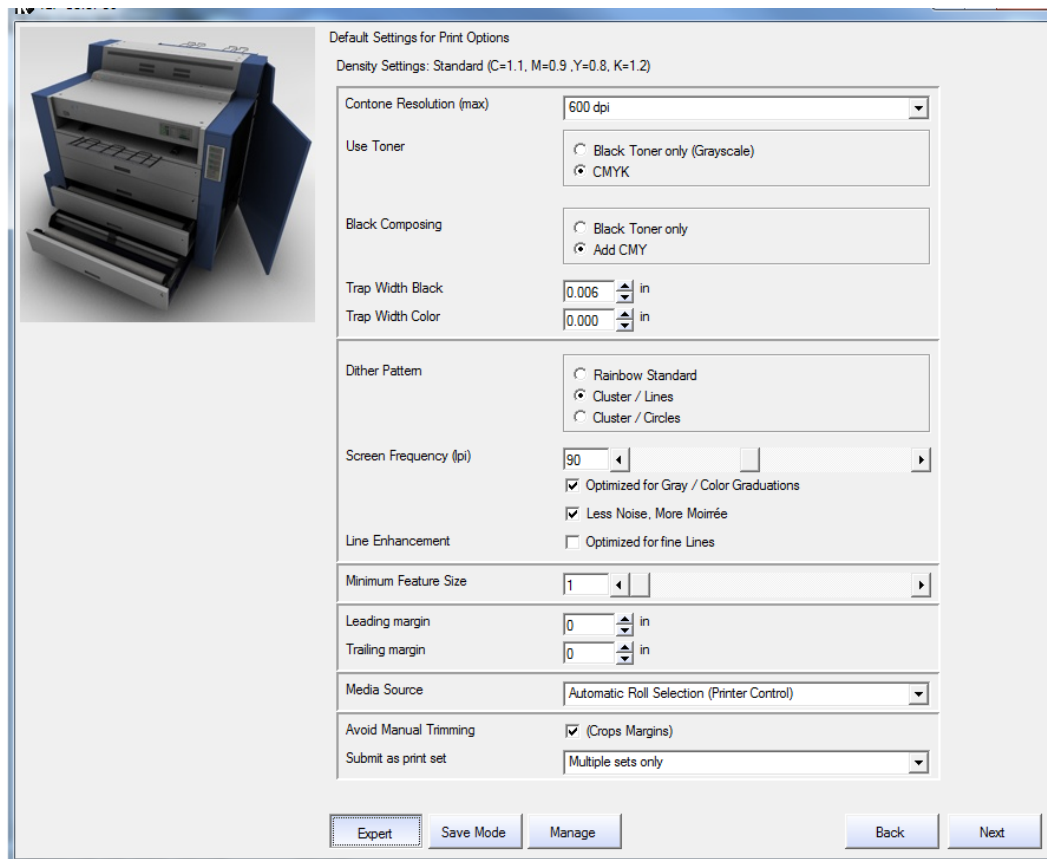 Default Settings for Print Options
Density Settings: Standard (C=1.1, M=0.9 ,Y=0.8, K=1.2)
Contone Resolution (max) 600 dpi
Use Toner
Black Toner only (Grayscale)
CMYK
Black Composing
Black Toner only
Add CMY
Trap Width Black 0.006 in
Trap Width Color 0.000 in
Dither Pattern
Rainbow Standard
Cluster / Lines
Cluster / Circles
Screen Frequency (lpi) 90
Optimized for Gray / Color Graduations
Less Noise, More Moirrée
Line Enhancement Optimized for fine Lines
Minimum Feature Size 1
Leading margin 0 in
Trailing margin 0 in
Media Source Automatic Roll Selection (Printer Control)
Avoid Manual Trimming (Crops Margins)
Submit as print set Multiple sets only
Expert Save Mode Manage Back Next